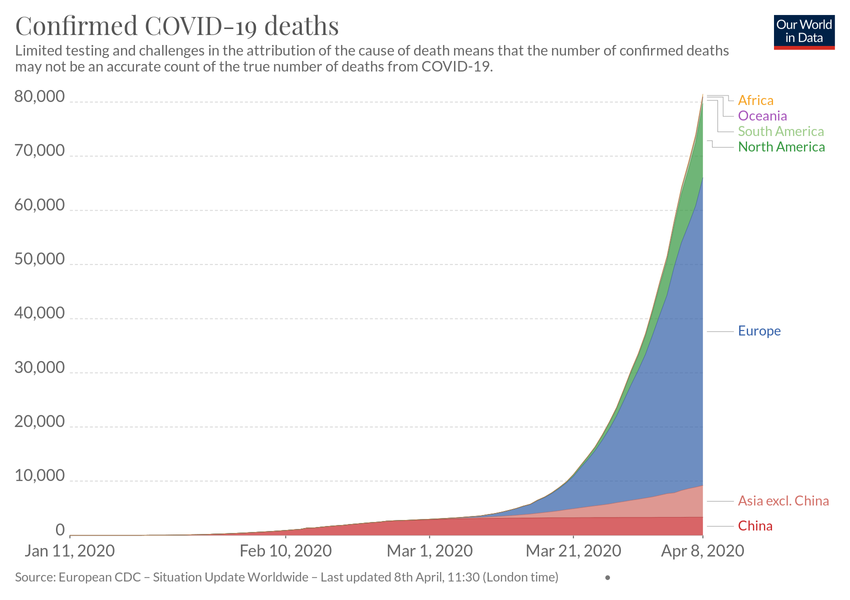 Confirmed COVID-19 deaths
Our World
in Data
Limited testing and challenges in the attribution of the cause of death means that the number of confirmed deaths
may not be an accurate count of the true number of deaths from COVID-19.
80,000
70,000
60,000
50,000
40,000
30,000
20,000
10,000
0
Africa
Oceania
South America
North America
Europe
Asia excl. China
China
Jan 11, 2020
Feb 10, 2020
Mar 1, 2020
Mar 21, 2020
Apr 8, 2020
Source: European CDC – Situation Update Worldwide – Last updated 8th April, 11:30 (London time) •